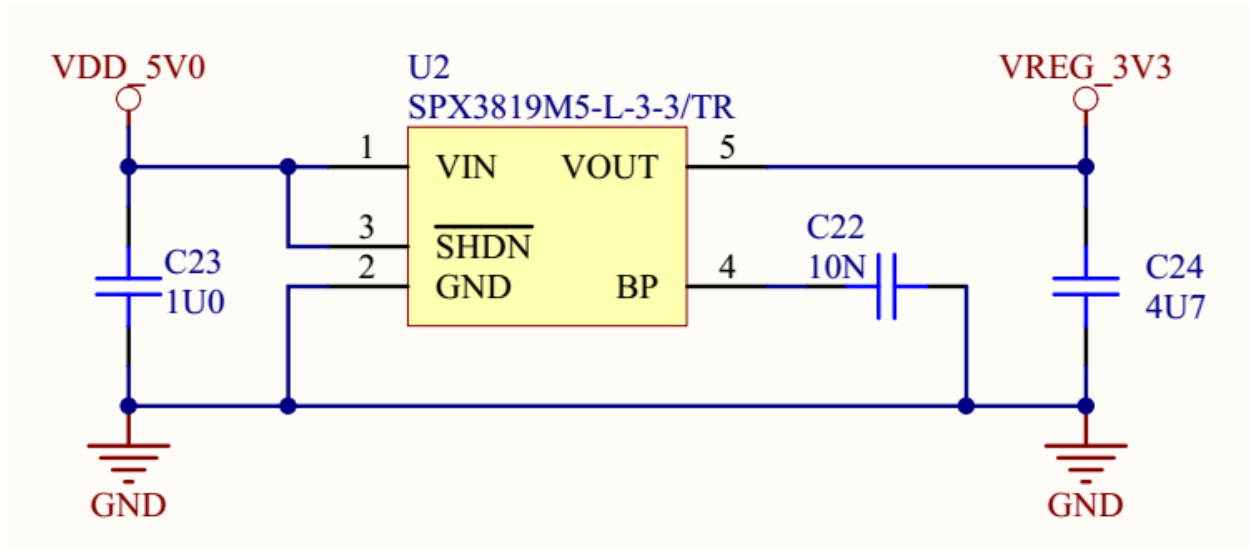 VDD_5V0
U2
SPX3819M5-L-3-3/TR
VREG_3V3
1
VIN
VOUT
5
3
SHDN
C22
10N
C23
1U0
2
GND
BP
4
C24
4U7
GND
GND